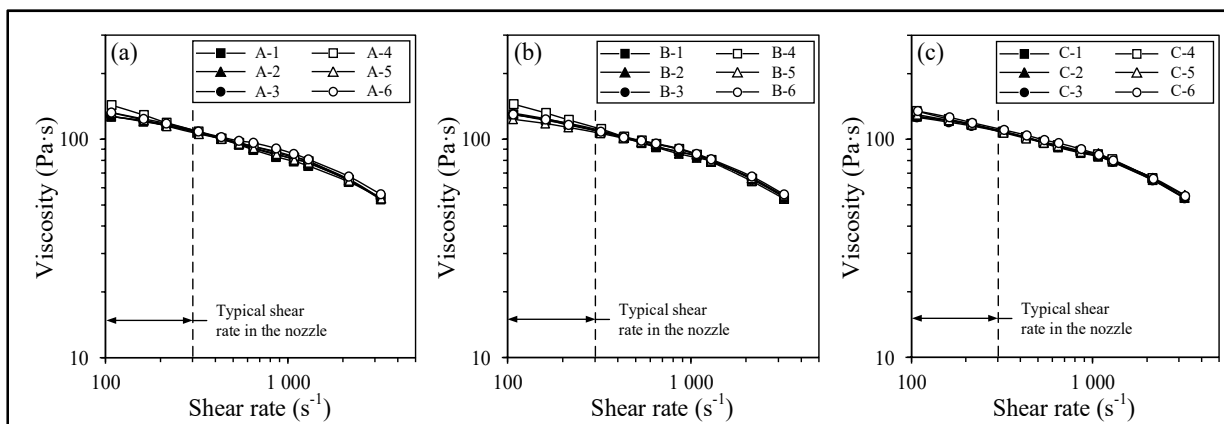 (a)
A-1
A-2
A-3
A-4
A-5
A-6
Viscosity (Pa·s)
100
10
Typical shear
rate in the nozzle
100
1 000
Shear rate (s⁻¹)
(b)
B-1
B-2
B-3
B-4
B-5
B-6
Viscosity (Pa·s)
100
10
Typical shear
rate in the nozzle
100
1 000
Shear rate (s⁻¹)
(c)
C-1
C-2
C-3
C-4
C-5
C-6
Viscosity (Pa·s)
100
10
Typical shear
rate in the nozzle
100
1 000
Shear rate (s⁻¹)